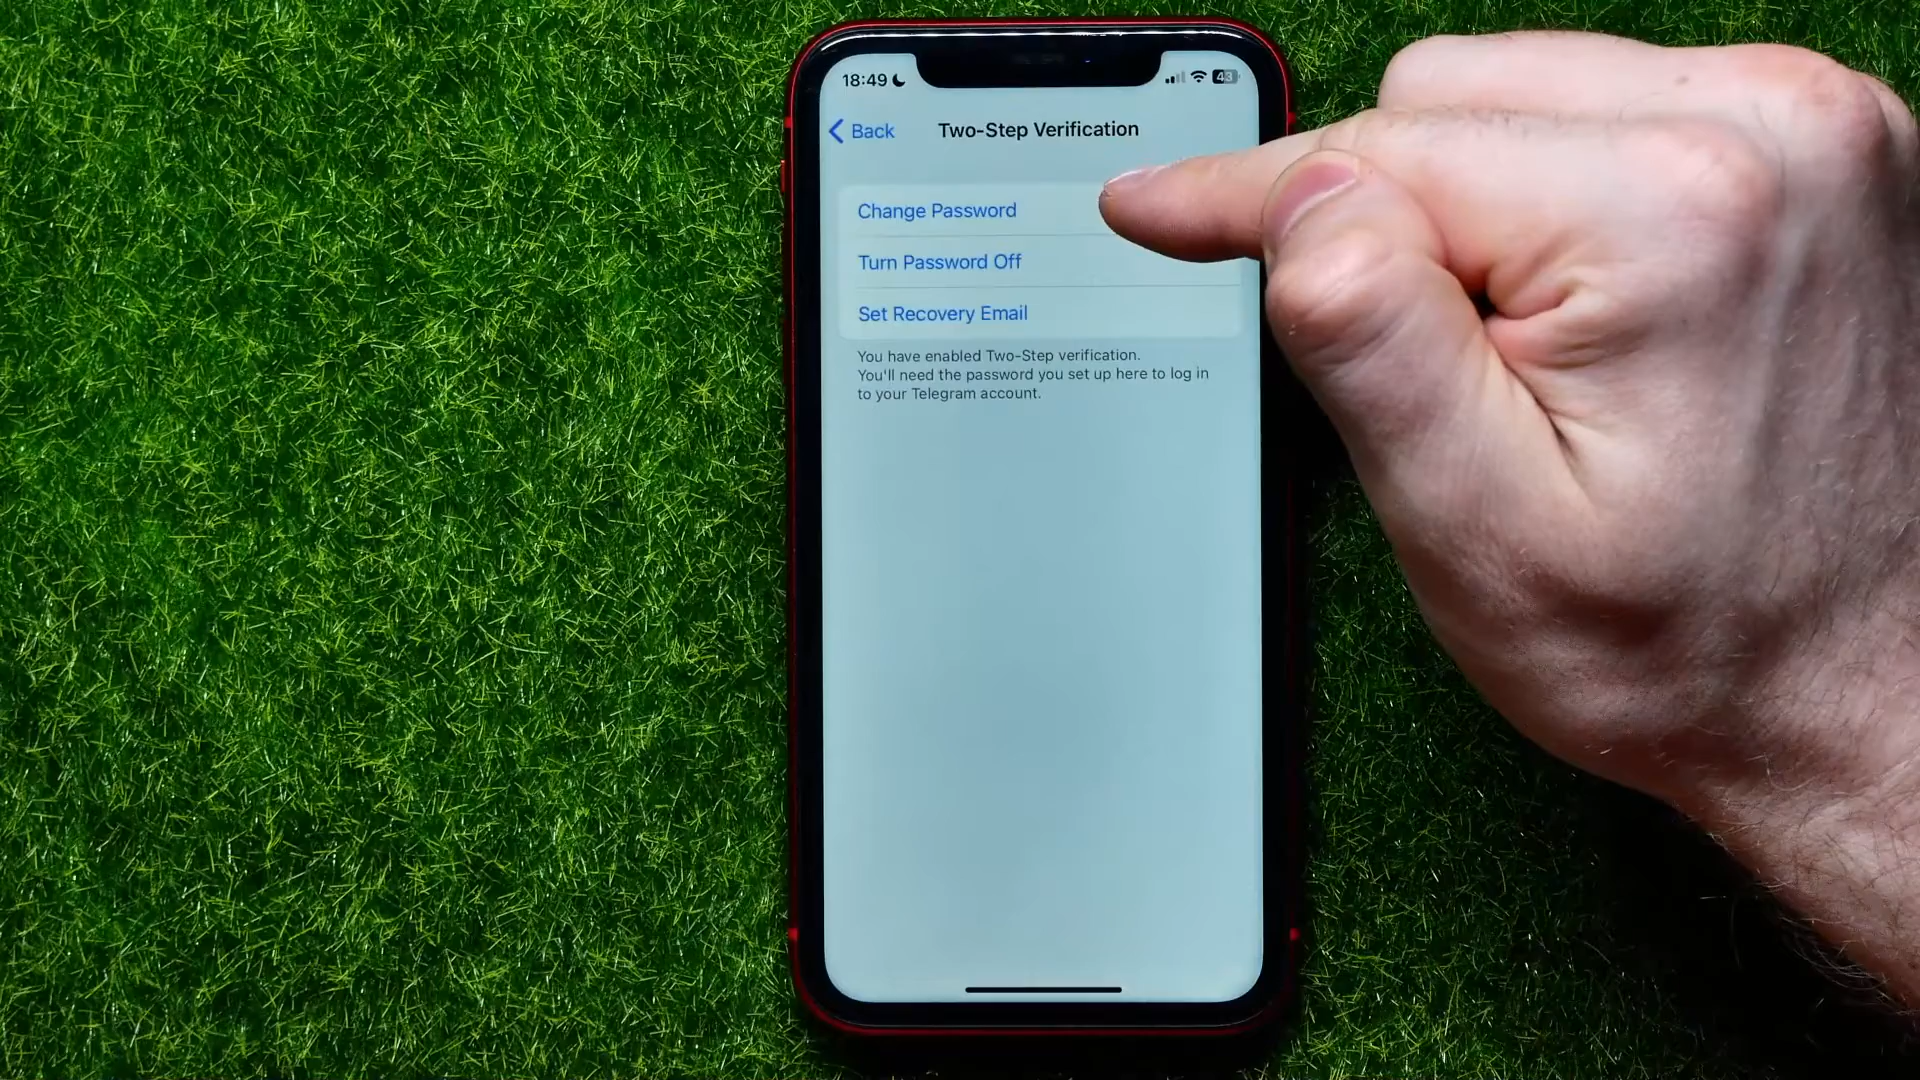 18:49
43
Back
Two-Step Verification
Change Password
Turn Password Off
Set Recovery Email
You have enabled Two-Step verification.
You'll need the password you set up here to log in
to your Telegram account.